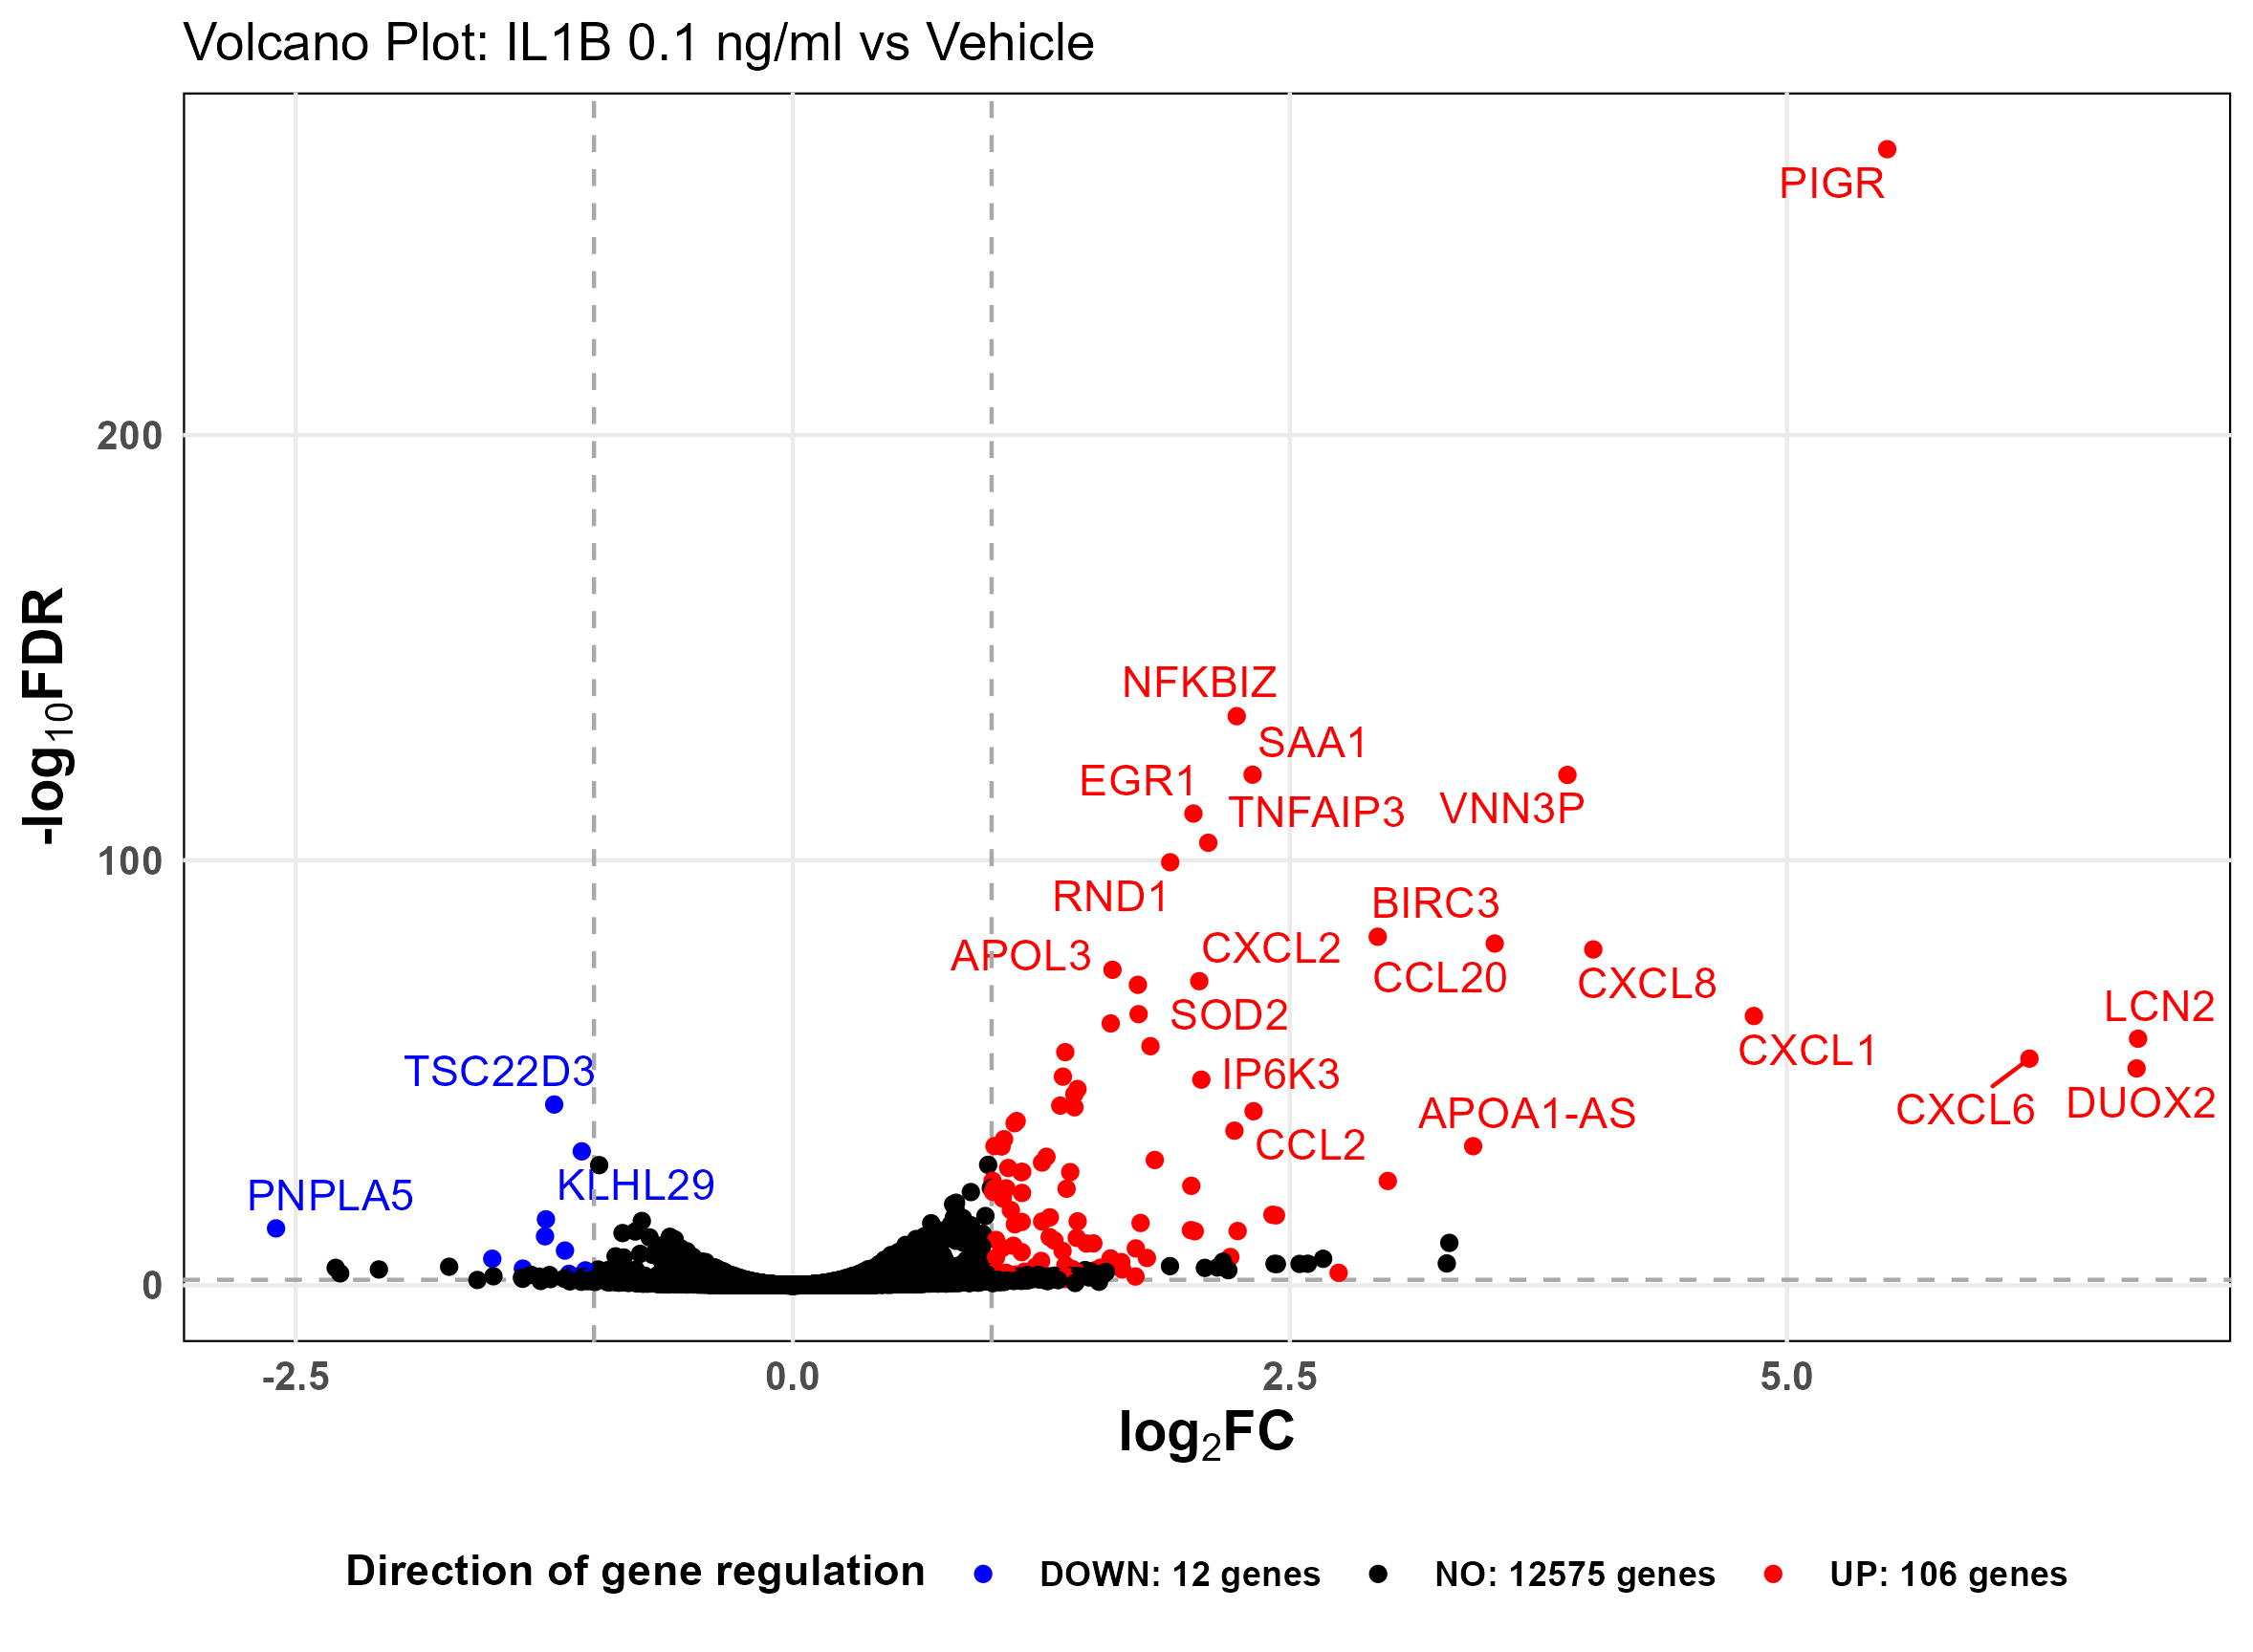 Volcano Plot: IL1B 0.1 ng/ml vs Vehicle
PIGR
200
-log10FDR
NFKBIZ
SAA1
EGR1
TNFAIP3
VNN3P
100
RND1
BIRC3
APOL3
CXCL2
CCL20
CXCL8
SOD2
LCN2
CXCL1
TSC22D3
IP6K3
CXCL6
DUOX2
APOA1-AS
CCL2
PNPLA5
KLHL29
0
-2.5 0.0 2.5 5.0
log2FC
Direction of gene regulation DOWN: 12 genes NO: 12575 genes UP: 106 genes